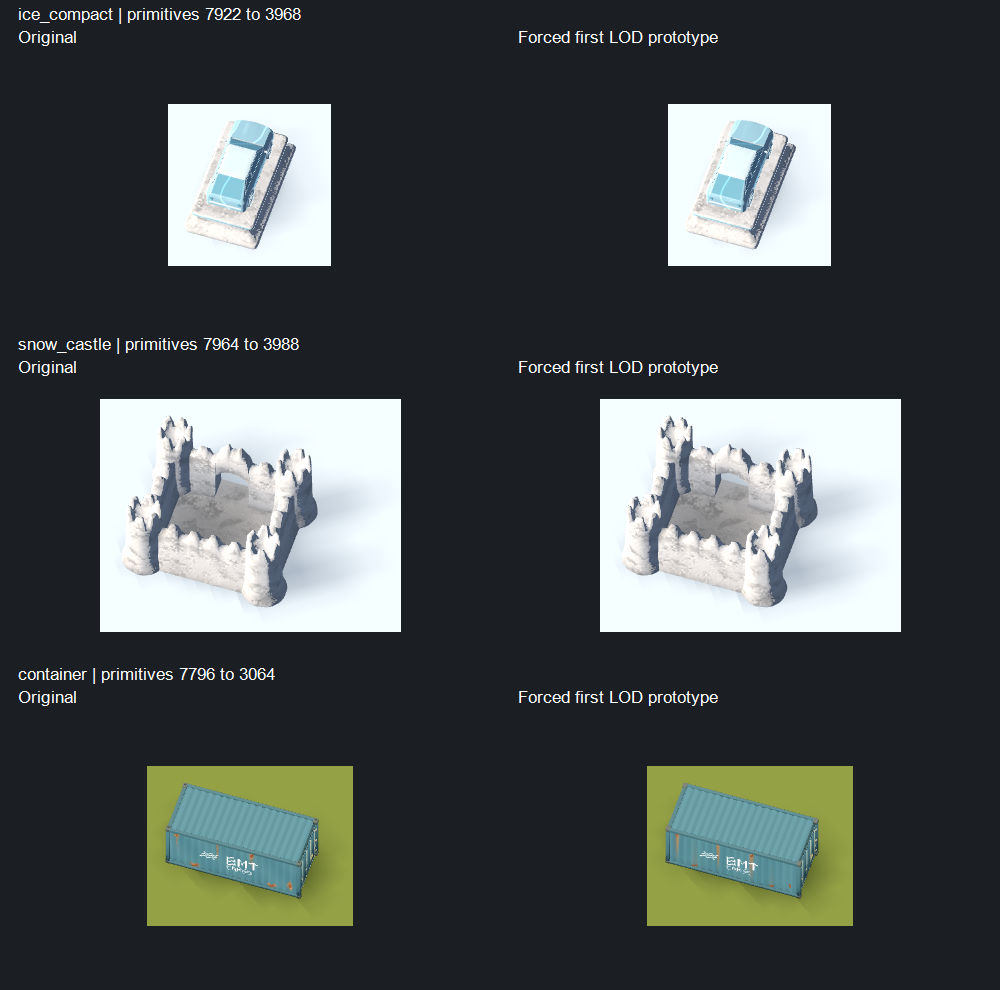 ice_compact | primitives 7922 to 3968
Original
Forced first LOD prototype
snow_castle | primitives 7964 to 3988
Original
Forced first LOD prototype
container | primitives 7796 to 3064
Original
Forced first LOD prototype